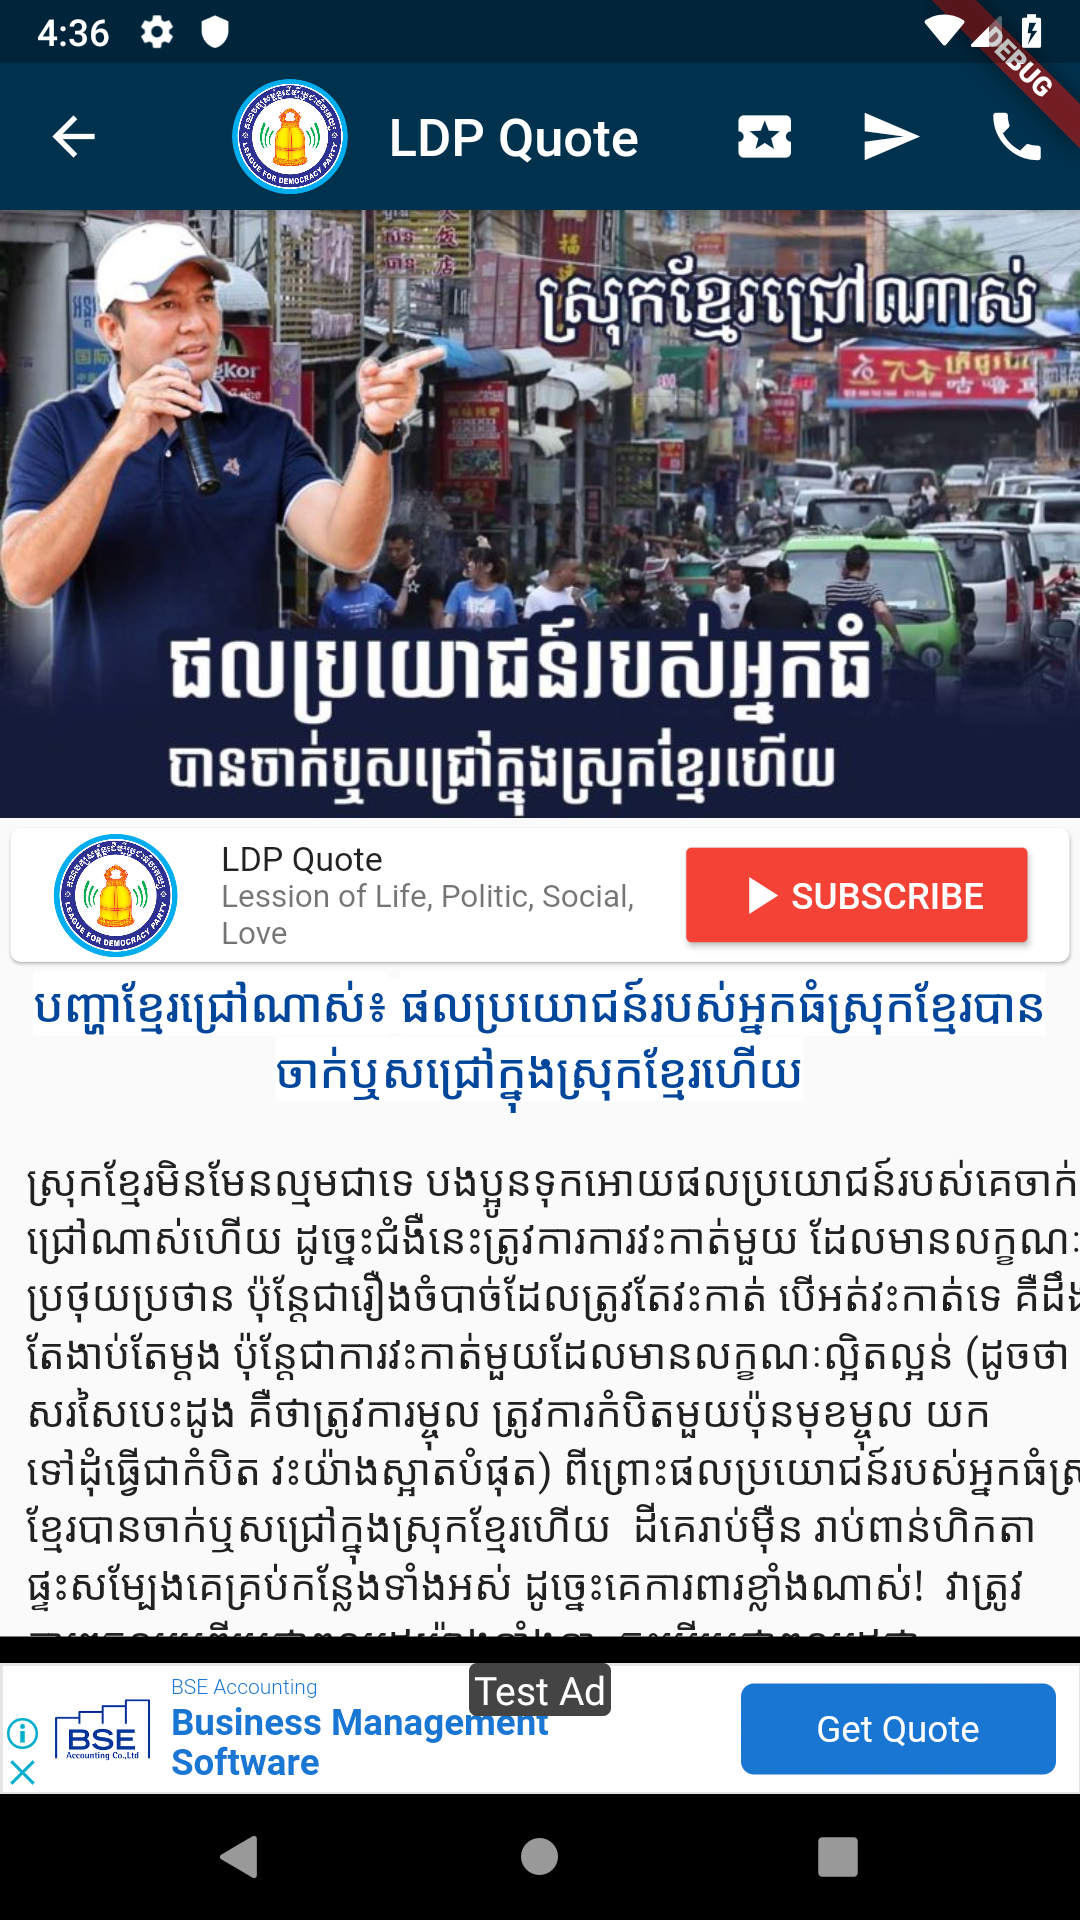 4:36
DEBUG
LDP Quote
LEAGUE FOR DEMOCRACY PARTY
ស្រុកខ្មែរជ្រៅណាស់
ផលប្រយោជន៍របស់អ្នកធំ
បានចាក់ឬសជ្រៅក្នុងស្រុកខ្មែរហើយ
LDP Quote
Lession of Life, Politic, Social,
Love
SUBSCRIBE
បញ្ហាខ្មែរជ្រៅណាស់៖ ផលប្រយោជន៍របស់អ្នកធំស្រុកខ្មែរបាន
ចាក់ឬសជ្រៅក្នុងស្រុកខ្មែរហើយ
ស្រុកខ្មែរមិនមែនល្មមជាទេ បងប្អូនទុកអោយផលប្រយោជន៍របស់គេចាក់
ជ្រៅណាស់ហើយ ដូច្នេះជំងឺនេះត្រូវការការវះកាត់មួយ ដែលមានលក្ខណៈ
ប្រថុយប្រថាន ប៉ុន្តែជារឿងចំបាច់ដែលត្រូវតែវះកាត់ បើអត់វះកាត់ទេ គឺដឹង
តែងាប់តែម្តង ប៉ុន្តែជាការវះកាត់មួយដែលមានលក្ខណៈល្អិតល្អន់ (ដូចថា
សរសៃបេះដូង គឺថាត្រូវការម្ជុល ត្រូវការកំបិតមួយប៉ុនមុខម្ជុល យក
ទៅដុំធ្វើជាកំបិត វះយ៉ាងស្អាតបំផុត) ពីព្រោះផលប្រយោជន៍របស់អ្នកធំស្រ
ខ្មែរបានចាក់ឬសជ្រៅក្នុងស្រុកខ្មែរហើយ ដីគេរាប់ម៉ឺន រាប់ពាន់ហិកតា
ផ្ទះសម្បែងគេគ្រប់កន្លែងទាំងអស់ ដូច្នេះគេការពារខ្លាំងណាស់! វាត្រូវ
Test Ad
BSE Accounting
Business Management
Software
BSE
Accounting Co.,Ltd
Get Quote